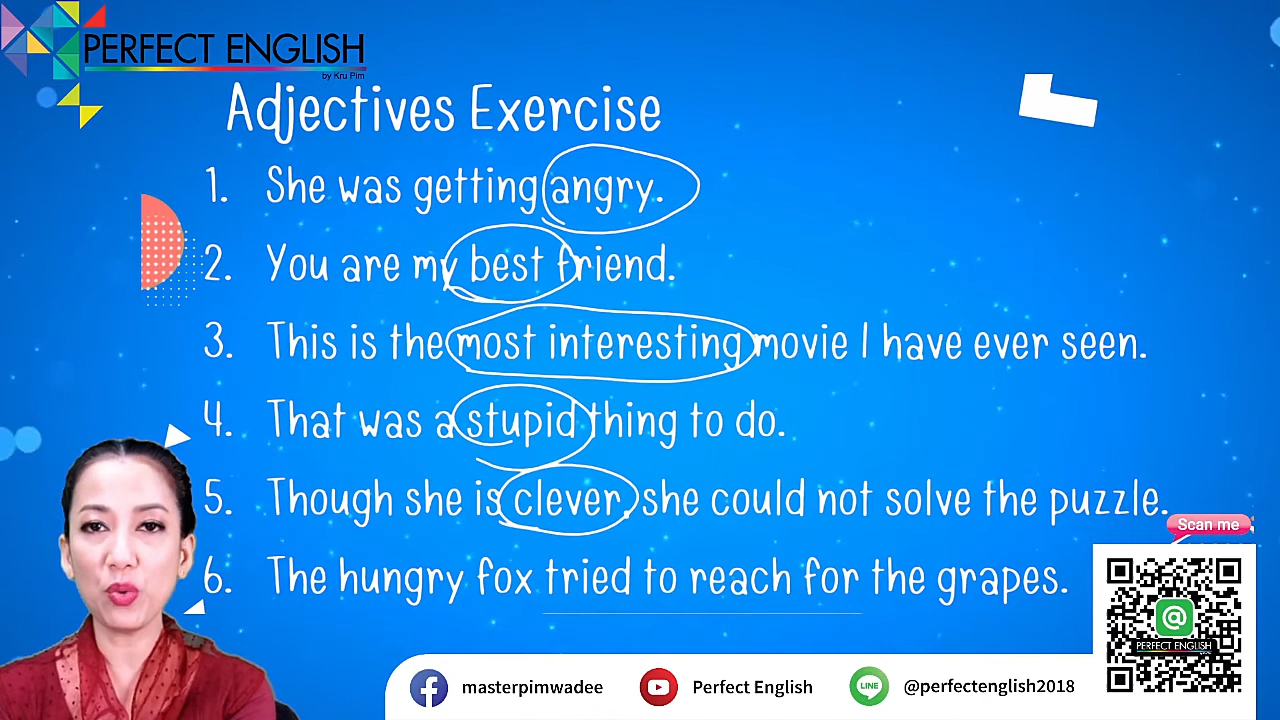 PERFECT ENGLISH
by Kru Pim
Adjectives Exercise
1. She was getting angry.
2. You are my best friend.
3. This is the most interesting movie I have ever seen.
4. That was a stupid thing to do.
5. Though she is clever, she could not solve the puzzle.
6. The hungry fox tried to reach for the grapes.
Scan me
@
PERFECT ENGLISH
masterpimwadee
Perfect English
LINE
@perfectenglish2018